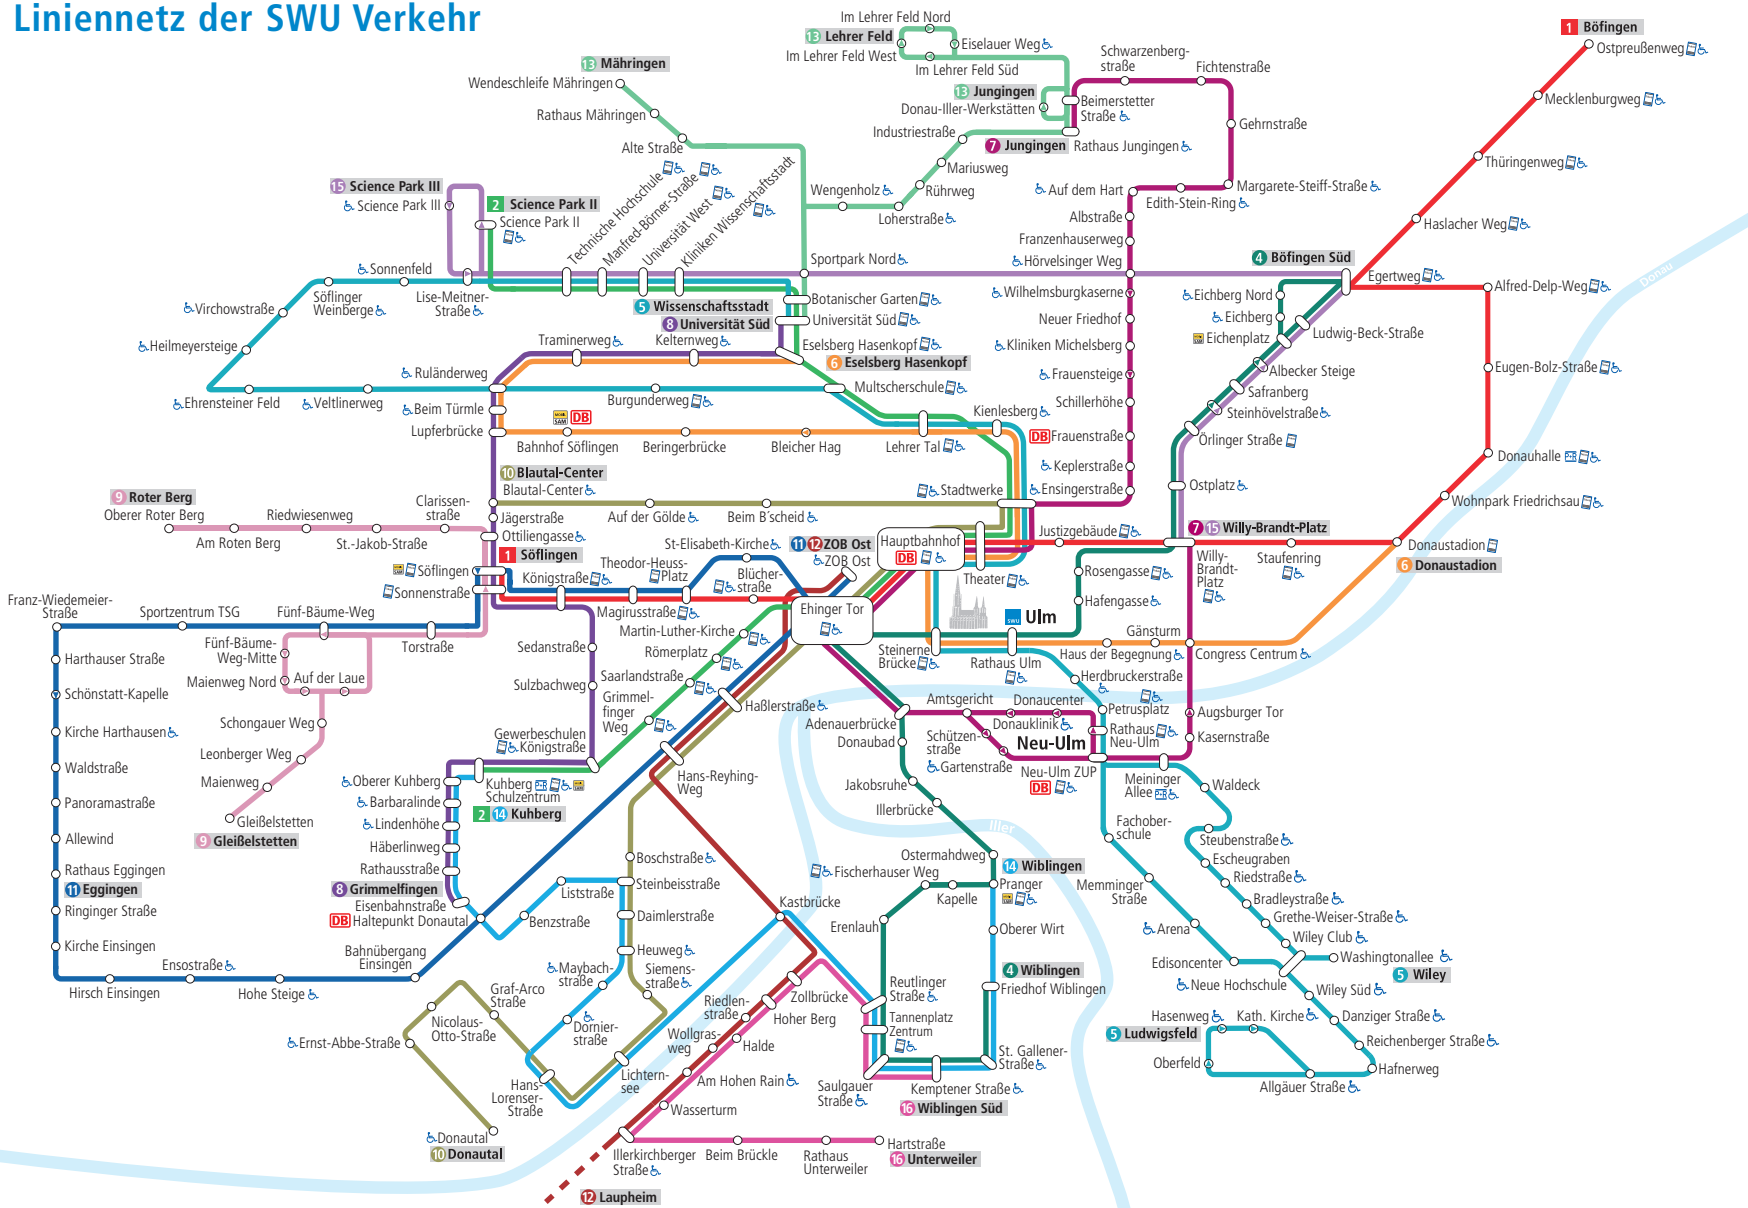 Liniennetz der SWU Verkehr
Im Lehrer Feld Nord
13 Lehrer Feld
Eiselauer Weg
Im Lehrer Feld West
Im Lehrer Feld Süd
1 Böfingen
Ostpreußenweg
Schwarzenberg-
straße
Fichtenstraße
13 Mähringen
Wendeschleife Mähringen
Rathaus Mähringen
Alte Straße
13 Jungingen
Donau-Iller-Werkstätten
Beimerstetter
Straße
Industriestraße
7 Jungingen
Rathaus Jungingen
Gehrnstraße
Mecklenburgweg
Thüringenweg
Haslacher Weg
Mariusweg
Rührweg
Wengenholz
Loherstraße
Auf dem Hart
Edith-Stein-Ring
Margarete-Steiff-Straße
Albstraße
Franzenhauserweg
Hörvelsinger Weg
15 Science Park III
Science Park III
2 Science Park II
Science Park II
Technische Hochschule
Manfred-Börner-Straße
Universität West
Kliniken Wissenschaftsstadt
Sportpark Nord
4 Böfingen Süd
Egertweg
Alfred-Delp-Weg
Donau
Sonnenfeld
Virchowstraße
Söflinger
Weinberge
Lise-Meitner-
Straße
5 Wissenschaftsstadt
8 Universität Süd
Botanischer Garten
Universität Süd
Wilhelmsburgkaserne
Neuer Friedhof
Kliniken Michelsberg
Frauensteige
Schillerhöhe
DB Frauenstraße
Keplerstraße
Ensingerstraße
Eichberg Nord
Eichberg
Eichenplatz
Ludwig-Beck-Straße
Albecker Steige
Safranberg
Steinhövelstraße
Örlinger Straße
Ostplatz
Eugen-Bolz-Straße
Donauhalle
Wohnpark Friedrichsau
Heilmeyersteige
Traminerweg
Kelternweg
Eselsberg Hasenkopf
6 Eselsberg Hasenkopf
Ruländerweg
Multscherschule
Ehrensteiner Feld
Veltlinerweg
Burgunderweg
Kienlesberg
Beim Türmle
Lupferbrücke
DB
Bahnhof Söflingen
Beringerbrücke
Bleicher Hag
Lehrer Tal
10 Blautal-Center
Blautal-Center
Stadtwerke
Auf der Gölde
Beim B´scheid
9 Roter Berg
Oberer Roter Berg
Riedwiesenweg
Clarissen-
straße
Am Roten Berg
St.-Jakob-Straße
Jägerstraße
Ottiliengasse
1 Söflingen
Söflingen
Sonnenstraße
Königstraße
Theodor-Heuss-
Platz
Magirusstraße
St-Elisabeth-Kirche
Blücher-
straße
11 12 ZOB Ost
ZOB Ost
Hauptbahnhof
DB
Theater
Justizgebäude
7 15 Willy-Brandt-Platz
Willy-
Brandt-
Platz
Staufenring
Donaustadion
6 Donaustadion
Rosengasse
Hafengasse
Ehinger Tor
SWU Ulm
Steinerne
Brücke
Rathaus Ulm
Gänsturm
Haus der Begegnung
Congress Centrum
Herdbruckerstraße
Franz-Wiedemeier-
Straße
Sportzentrum TSG
Fünf-Bäume-Weg
Torstraße
Fünf-Bäume-
Weg-Mitte
Maienweg Nord
Auf der Laue
Schongauer Weg
Leonberger Weg
Maienweg
Gleißelstetten
9 Gleißelstetten
Harthauser Straße
Schönstatt-Kapelle
Kirche Harthausen
Waldstraße
Panoramastraße
Allewind
Rathaus Eggingen
11 Eggingen
Ringinger Straße
Kirche Einsingen
Hirsch Einsingen
Ensostraße
Hohe Steige
Bahnübergang
Einsingen
Sedanstraße
Sulzbachweg
Martin-Luther-Kirche
Römerplatz
Saarlandstraße
Grimmel-
finger
Weg
Gewerbeschulen
Königstraße
Haßlerstraße
Hans-Reyhing-
Weg
Oberer Kuhberg
Kuhberg
Schulzentrum
2 14 Kuhberg
Barbaralinde
Lindenhöhe
Häberlinweg
Rathausstraße
8 Grimmelfingen
Eisenbahnstraße
DB Haltepunkt Donautal
Boschstraße
Steinbeisstraße
Liststraße
Benzstraße
Daimlerstraße
Heuweg
Maybach-
straße
Siemens-
straße
Dornier-
straße
Graf-Arco
Straße
Nicolaus-
Otto-Straße
Ernst-Abbe-Straße
Hans-
Lorenser-
Straße
Lichtern-
see
Donautal
10 Donautal
Adenauerbrücke
Donaubad
Jakobsruhe
Illerbrücke
Iller
Amtsgericht
Donaucenter
Donauklinik
Schützen-
straße
Gartenstraße
Neu-Ulm
Neu-Ulm ZUP
DB
Petrusplatz
Rathaus
Neu-Ulm
Augsburger Tor
Kasernstraße
Meininger
Allee
Waldeck
Fachober-
schule
Steubenstraße
Escheugraben
Riedstraße
Bradleystraße
Grethe-Weiser-Straße
Wiley Club
Washingtonallee
5 Wiley
Memminger
Straße
Arena
Edisoncenter
Neue Hochschule
Wiley Süd
Danziger Straße
Reichenberger Straße
Hafnerweg
Hasenweg
Kath. Kirche
5 Ludwigsfeld
Oberfeld
Allgäuer Straße
Ostermahdweg
14 Wiblingen
Fischerhauser Weg
Pranger
Kapelle
Erenlauh
Oberer Wirt
4 Wiblingen
Friedhof Wiblingen
Kastbrücke
Reutlinger
Straße
Tannenplatz
Zentrum
St. Gallener-
Straße
Saulgauer
Straße
Kemptener Straße
16 Wiblingen Süd
Zollbrücke
Hoher Berg
Riedlen-
straße
Halde
Wollgras-
weg
Am Hohen Rain
Wasserturm
Illerkirchberger
Straße
Beim Brückle
Rathaus
Unterweiler
Hartstraße
16 Unterweiler
12 Laupheim